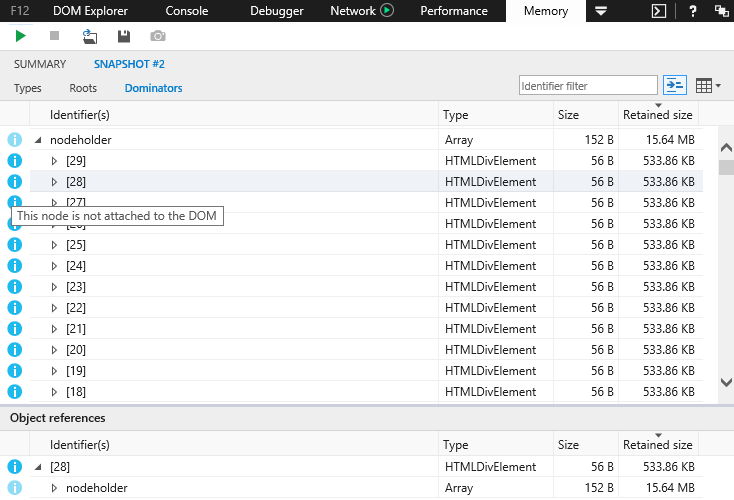 F12 DOM Explorer Console Debugger Network Performance Memory ?
SUMMARY SNAPSHOT #2
Types Roots Dominators Identifier filter
Identifier(s) Type Size Retained size
nodeholder Array 152 B 15.64 MB
[29] HTMLDivElement 56 B 533.86 KB
[28] HTMLDivElement 56 B 533.86 KB
[27] HTMLDivElement 56 B 533.86 KB
This node is not attached to the DOM
HTMLDivElement 56 B 533.86 KB
[25] HTMLDivElement 56 B 533.86 KB
[24] HTMLDivElement 56 B 533.86 KB
[23] HTMLDivElement 56 B 533.86 KB
[22] HTMLDivElement 56 B 533.86 KB
[21] HTMLDivElement 56 B 533.86 KB
[20] HTMLDivElement 56 B 533.86 KB
[19] HTMLDivElement 56 B 533.86 KB
[18] HTMLDivElement 56 B 533.86 KB
Object references
Identifier(s) Type Size Retained size
[28] HTMLDivElement 56 B 533.86 KB
nodeholder Array 152 B 15.64 MB